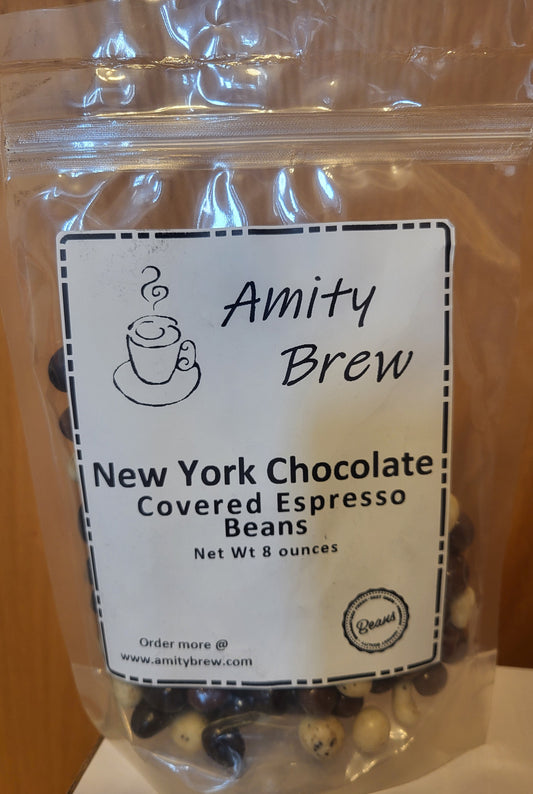 Amity
Brew
New York Chocolate
Covered Espresso
Beans
Net Wt 8 ounces
Beans
Order more @
www.amitybrew.com